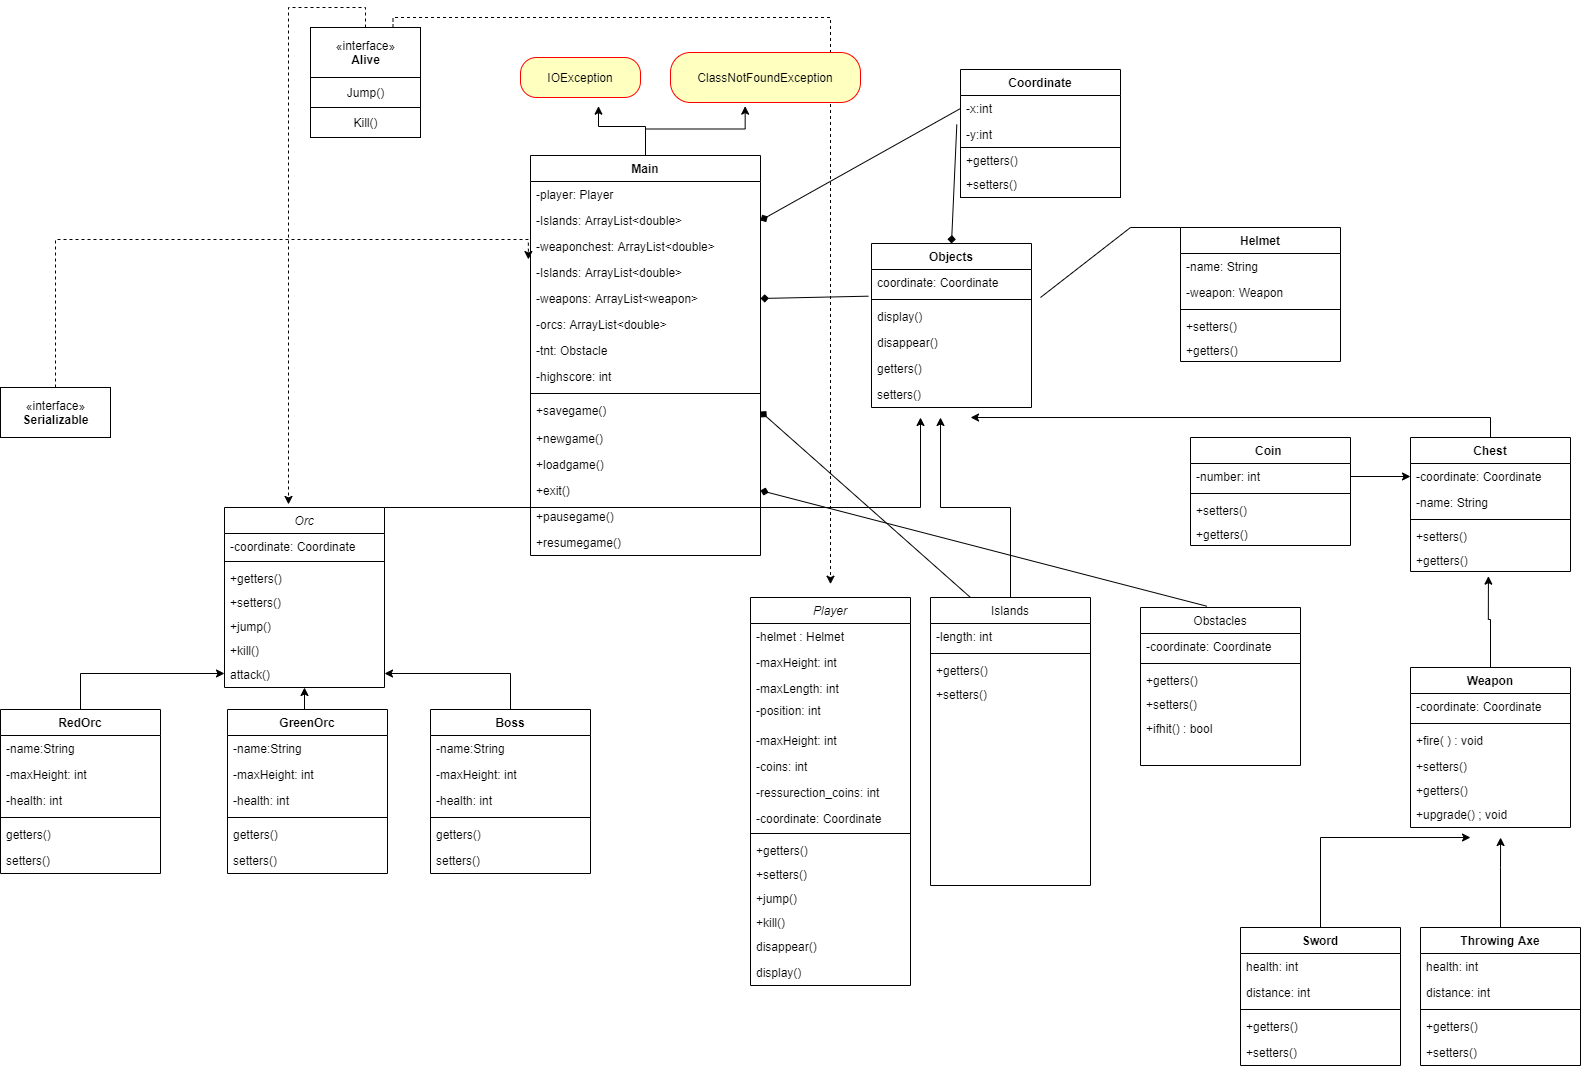 «interface»
Alive
Jump()
Kill()
IOException
ClassNotFoundException
Coordinate
-x:int
-y:int
+getters()
+setters()
Main
-player: Player
-Islands: ArrayList<double>
-weaponchest: ArrayList<double>
-Islands: ArrayList<double>
-weapons: ArrayList<weapon>
-orcs: ArrayList<double>
-tnt: Obstacle
-highscore: int
+savegame()
+newgame()
+loadgame()
+exit()
+pausegame()
+resumegame()
Objects
coordinate: Coordinate
display()
disappear()
getters()
setters()
Helmet
-name: String
-weapon: Weapon
+setters()
+getters()
«interface»
Serializable
Coin
-number: int
+setters()
+getters()
Chest
-coordinate: Coordinate
-name: String
+setters()
+getters()
Orc
-coordinate: Coordinate
+getters()
+setters()
+jump()
+kill()
attack()
Player
-helmet : Helmet
-maxHeight: int
-maxLength: int
-position: int
-maxHeight: int
-coins: int
-ressurection_coins: int
-coordinate: Coordinate
+getters()
+setters()
+jump()
+kill()
disappear()
display()
Islands
-length: int
+getters()
+setters()
Obstacles
-coordinate: Coordinate
+getters()
+setters()
+ifhit() : bool
Weapon
-coordinate: Coordinate
+fire( ) : void
+setters()
+getters()
+upgrade() ; void
RedOrc
-name:String
-maxHeight: int
-health: int
getters()
setters()
GreenOrc
-name:String
-maxHeight: int
-health: int
getters()
setters()
Boss
-name:String
-maxHeight: int
-health: int
getters()
setters()
Sword
health: int
distance: int
+getters()
+setters()
Throwing Axe
health: int
distance: int
+getters()
+setters()